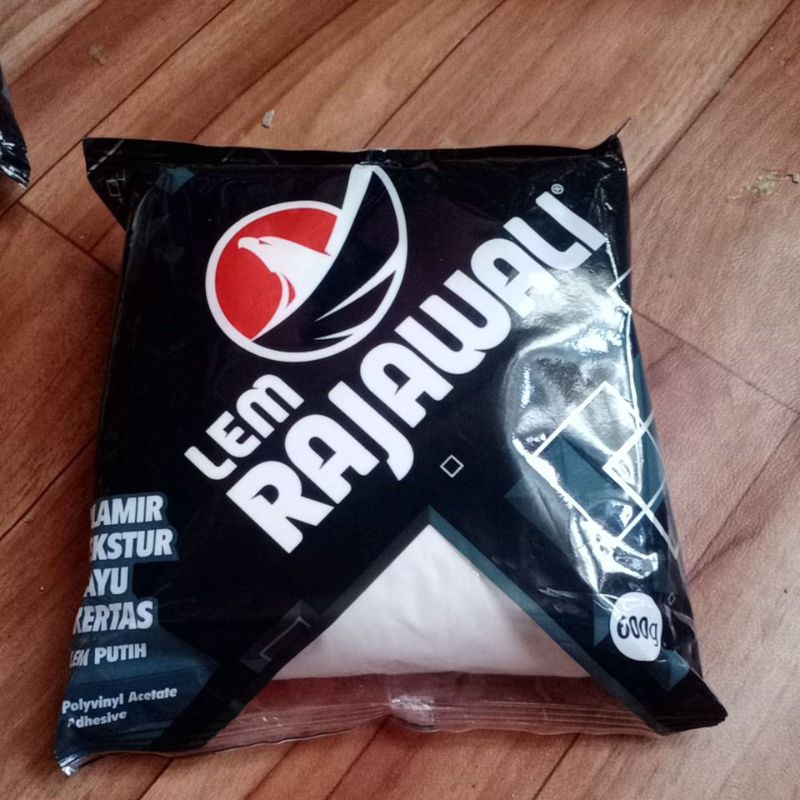 LEM
RAJAWALI®
LAMIR
EKSTUR
AYU
KERTAS
LEM PUTIH
Polyvinyl Acetate
Adhesive
600g